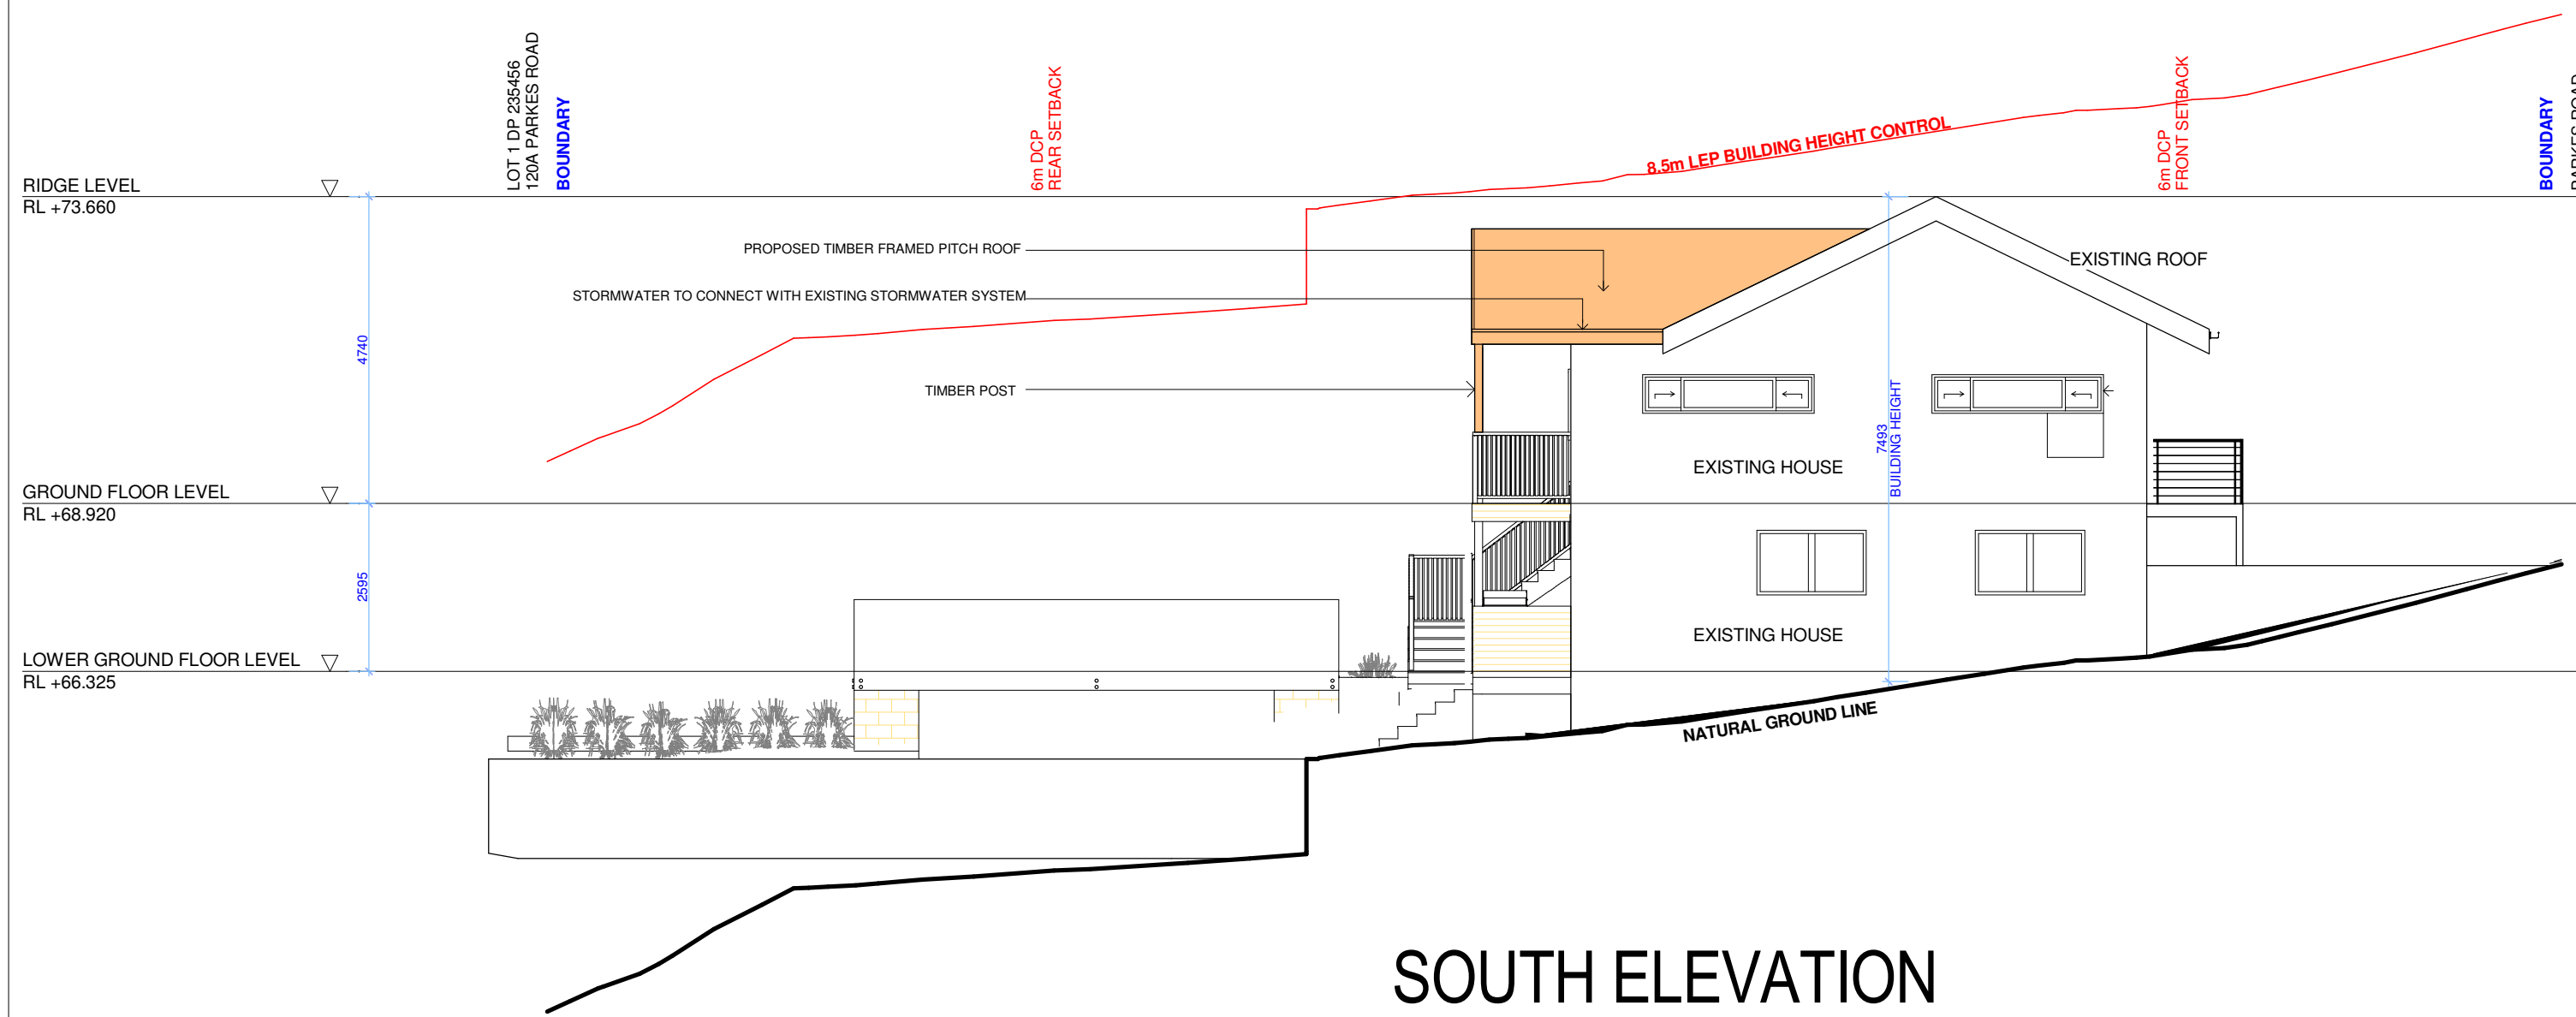 LOT 1 DP 235456
120A PARKES ROAD
BOUNDARY
6m DCP
REAR SETBACK
8.5m LEP BUILDING HEIGHT CONTROL
6m DCP
FRONT SETBACK
BOUNDARY
PARKES ROAD
RIDGE LEVEL
RL +73.660
PROPOSED TIMBER FRAMED PITCH ROOF
EXISTING ROOF
STORMWATER TO CONNECT WITH EXISTING STORMWATER SYSTEM
4740
TIMBER POST
7493
BUILDING HEIGHT
EXISTING HOUSE
GROUND FLOOR LEVEL
RL +68.920
2595
EXISTING HOUSE
LOWER GROUND FLOOR LEVEL
RL +66.325
NATURAL GROUND LINE
SOUTH ELEVATION